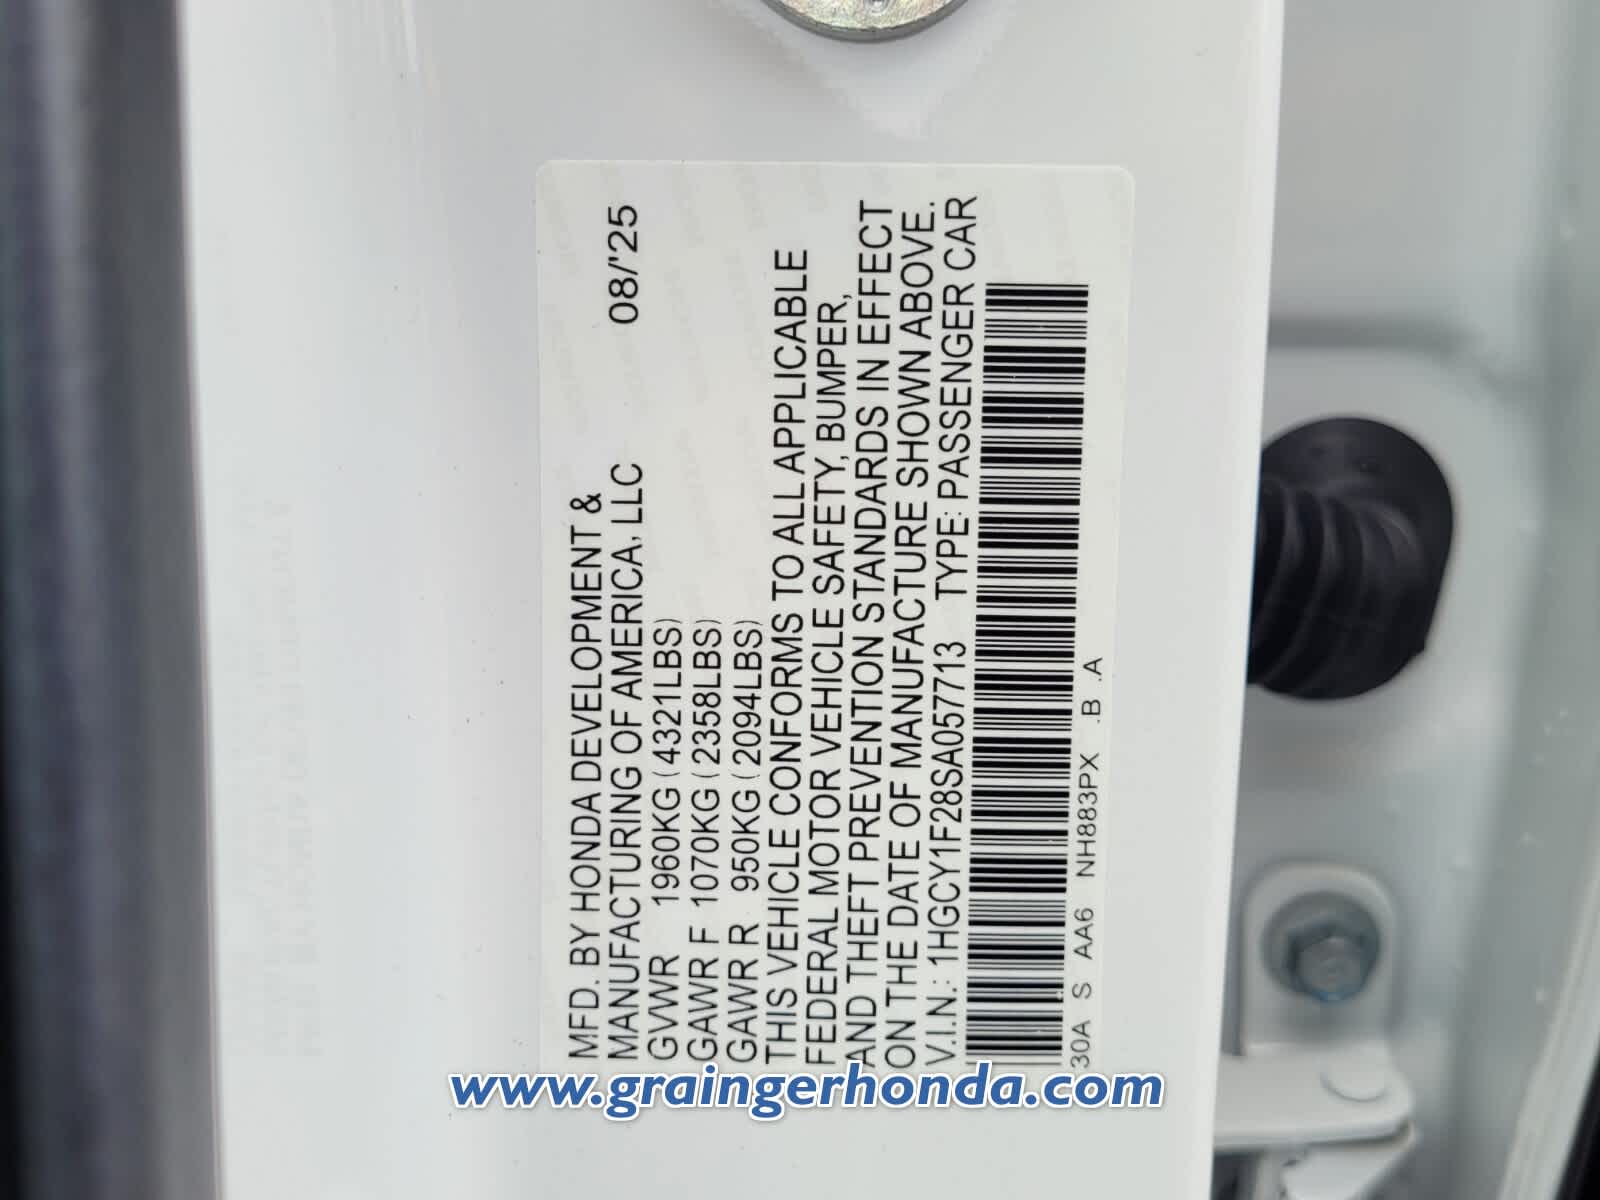 MFD. BY HONDA DEVELOPMENT &
MANUFACTURING OF AMERICA, LLC 08/'25
GVWR 1960KG (4321LBS)
GAWR F 1070KG (2358LBS)
GAWR R 950KG (2094LBS)
THIS VEHICLE CONFORMS TO ALL APPLICABLE
FEDERAL MOTOR VEHICLE SAFETY, BUMPER,
AND THEFT PREVENTION STANDARDS IN EFFECT
ON THE DATE OF MANUFACTURE SHOWN ABOVE.
V.I.N.: 1HGCY1F28SA057713 TYPE: PASSENGER CAR
30A S AA6 NH883PX .B .A
www.graingerhonda.com